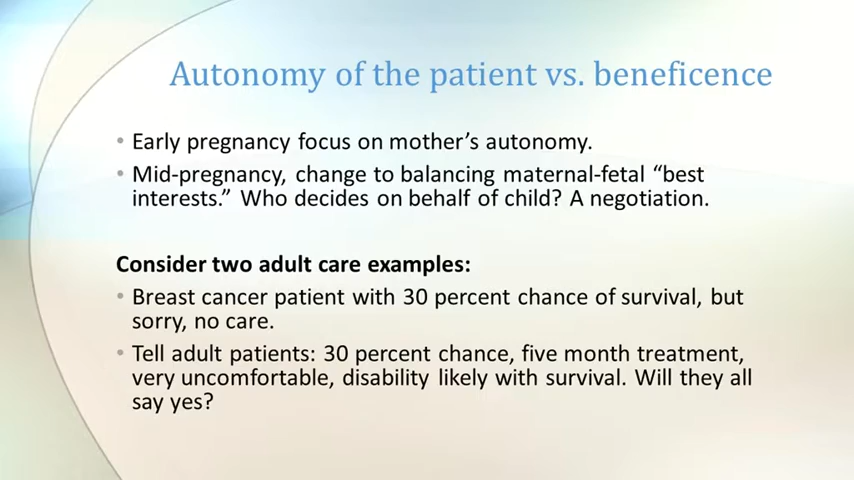 Autonomy of the patient vs. beneficence
• Early pregnancy focus on mother’s autonomy.
• Mid-pregnancy, change to balancing maternal-fetal “best
interests.” Who decides on behalf of child? A negotiation.
Consider two adult care examples:
• Breast cancer patient with 30 percent chance of survival, but
sorry, no care.
• Tell adult patients: 30 percent chance, five month treatment,
very uncomfortable, disability likely with survival. Will they all
say yes?